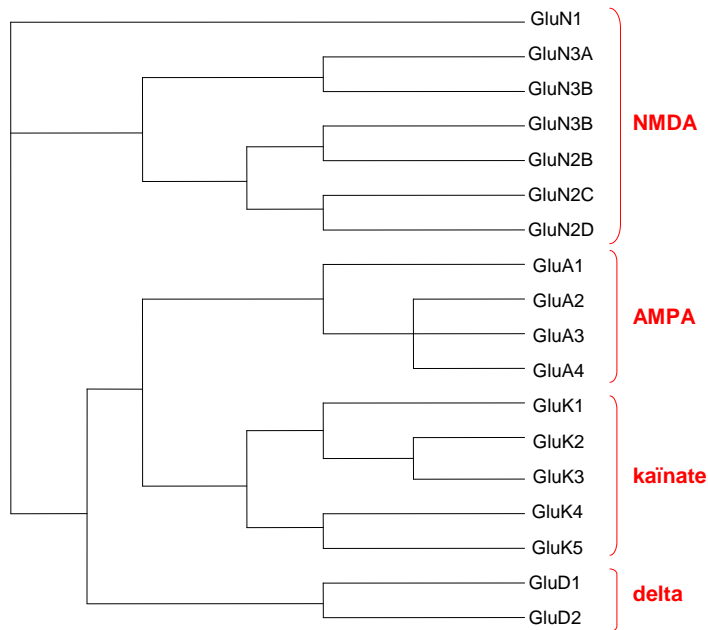 GluN1
GluN3A
GluN3B
GluN3B
GluN2B
GluN2C
GluN2D
NMDA
GluA1
GluA2
GluA3
GluA4
AMPA
GluK1
GluK2
GluK3
GluK4
GluK5
kaïnate
GluD1
GluD2
delta